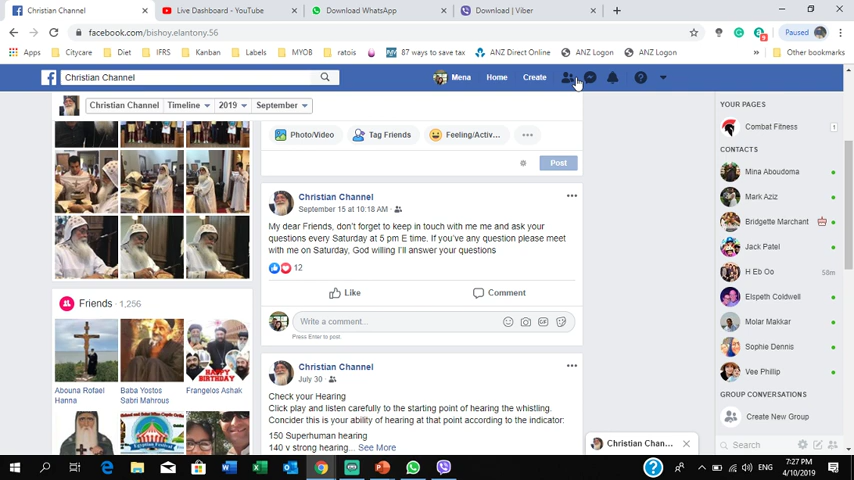 Christian Channel
Live Dashboard - YouTube
Download WhatsApp
Download | Viber
facebook.com/bishoy.elantony.56
Paused
Apps
Citycare
Diet
IFRS
Kanban
Labels
MYOB
ratois
87 ways to save tax
ANZ Direct Online
ANZ Logon
ANZ Logon
Other bookmarks
Christian Channel
Mena
Home
Create
Christian Channel
Timeline
2019
September
Photo/Video
Tag Friends
Feeling/Activ...
Post
Christian Channel
September 15 at 10:18 AM ·
My dear Friends, don't forget to keep in touch with me me and ask your
questions every Saturday at 5 pm E time. If you've any question please meet
with me on Saturday, God willing I'll answer your questions
12
Like
Comment
Write a comment...
GIF
Press Enter to post.
Friends · 1,256
Abouna Rofael
Hanna
Baba Yostos
Sabri Mahrous
HAPPY
BIRTHDAY
Frangelos Ashak
Christian Channel
July 30 ·
Check your Hearing
Click play and listen carefully to the starting point of hearing the whistling.
Concider this is your ability of hearing at that point according to the indicator:
150 Superhuman hearing
140 v strong hearing... See More
YOUR PAGES
Combat Fitness
1
CONTACTS
Mina Aboudoma
Mark Aziz
Bridgette Marchant
Jack Patel
H Eb Oo
58m
Elspeth Coldwell
Molar Makkar
Sophie Dennis
Vee Phillip
GROUP CONVERSATIONS
Create New Group
Christian Chan...
Search
ENG
7:27 PM
4/10/2019